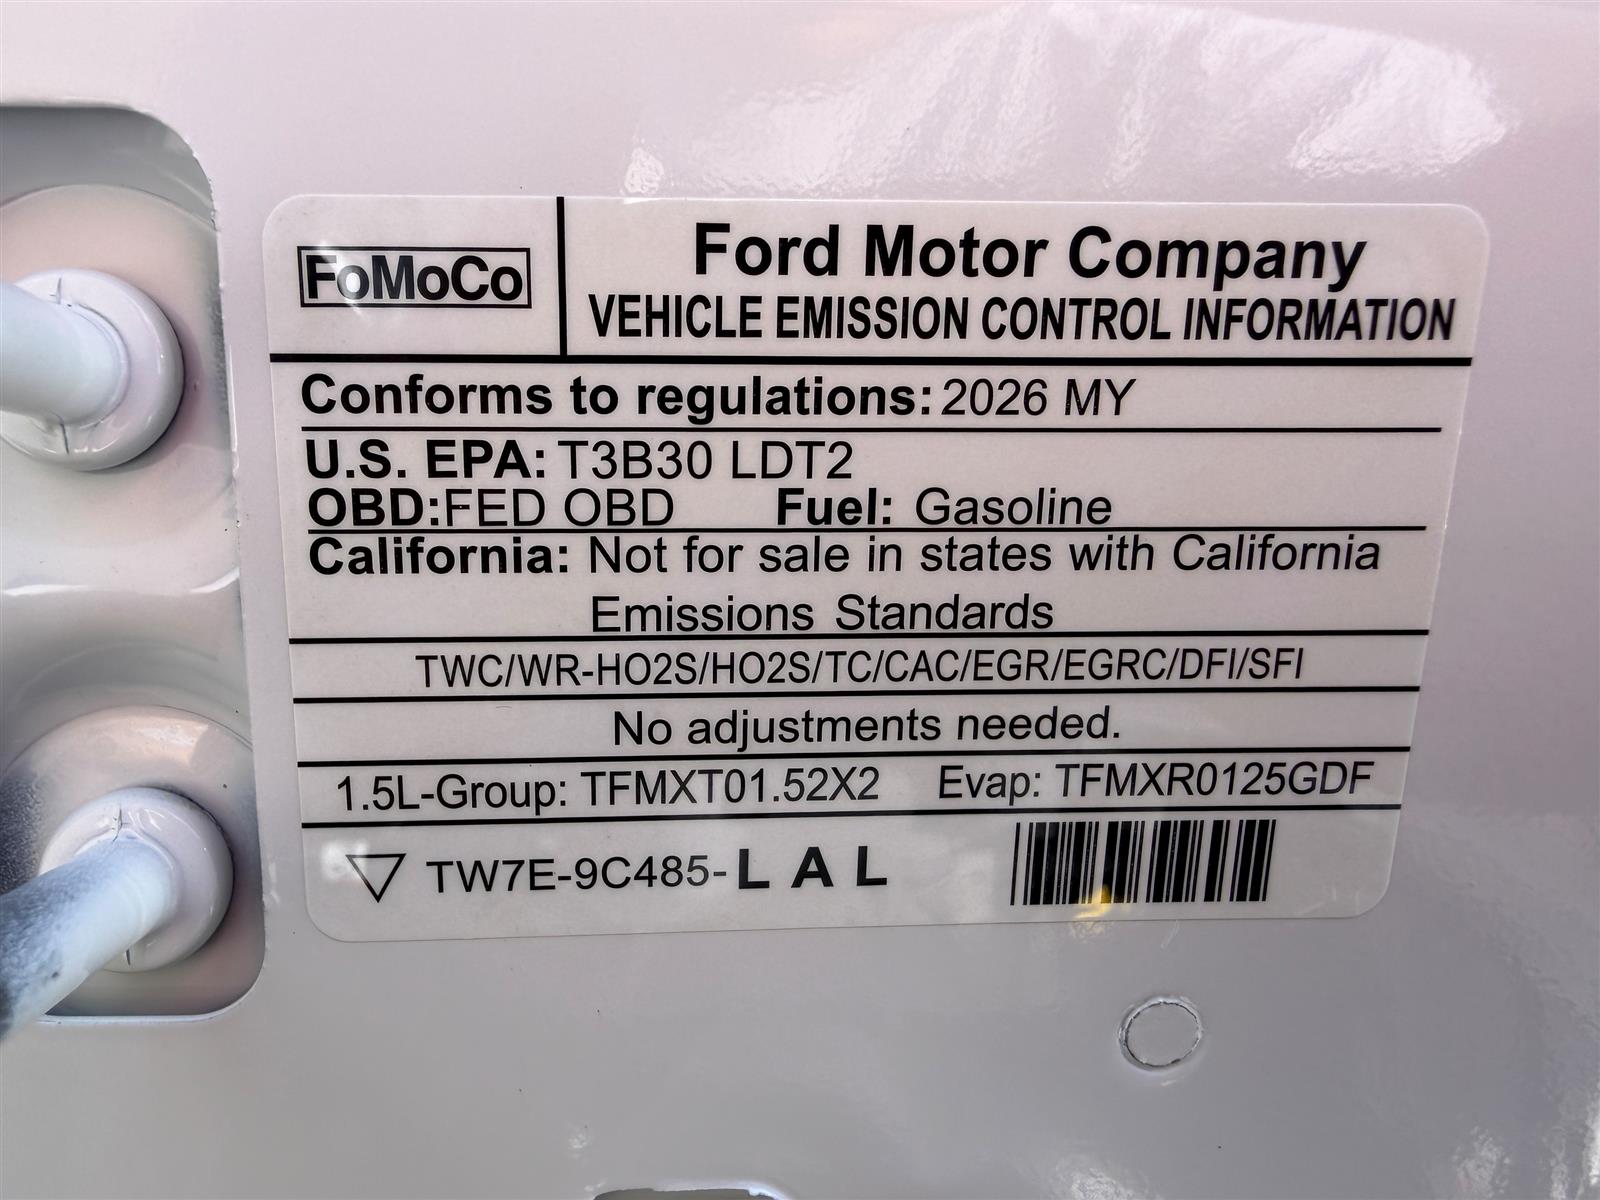 FoMoCo
Ford Motor Company
VEHICLE EMISSION CONTROL INFORMATION
Conforms to regulations: 2026 MY
U.S. EPA: T3B30 LDT2
OBD:FED OBD Fuel: Gasoline
California: Not for sale in states with California
Emissions Standards
TWC/WR-HO2S/HO2S/TC/CAC/EGR/EGRC/DFI/SFI
No adjustments needed.
1.5L-Group: TFMXT01.52X2 Evap: TFMXR0125GDF
TW7E-9C485-LAL